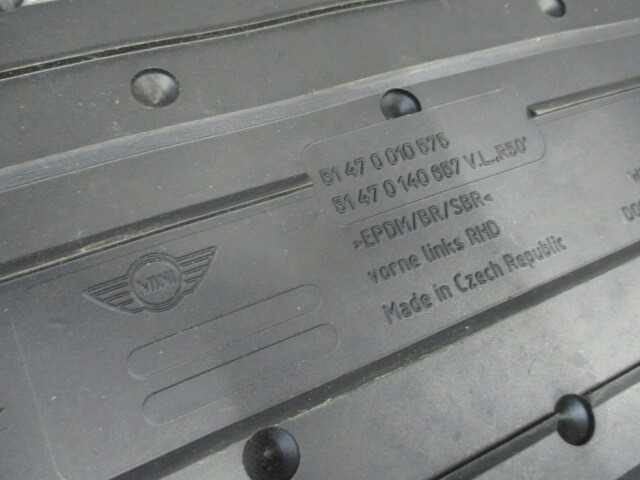 51 47 0 010 676
51 47 0 140 667 V.L.„R50'
>EPDM/BR/SBR<
vorne links RHD
Made in Czech Republic
MINI